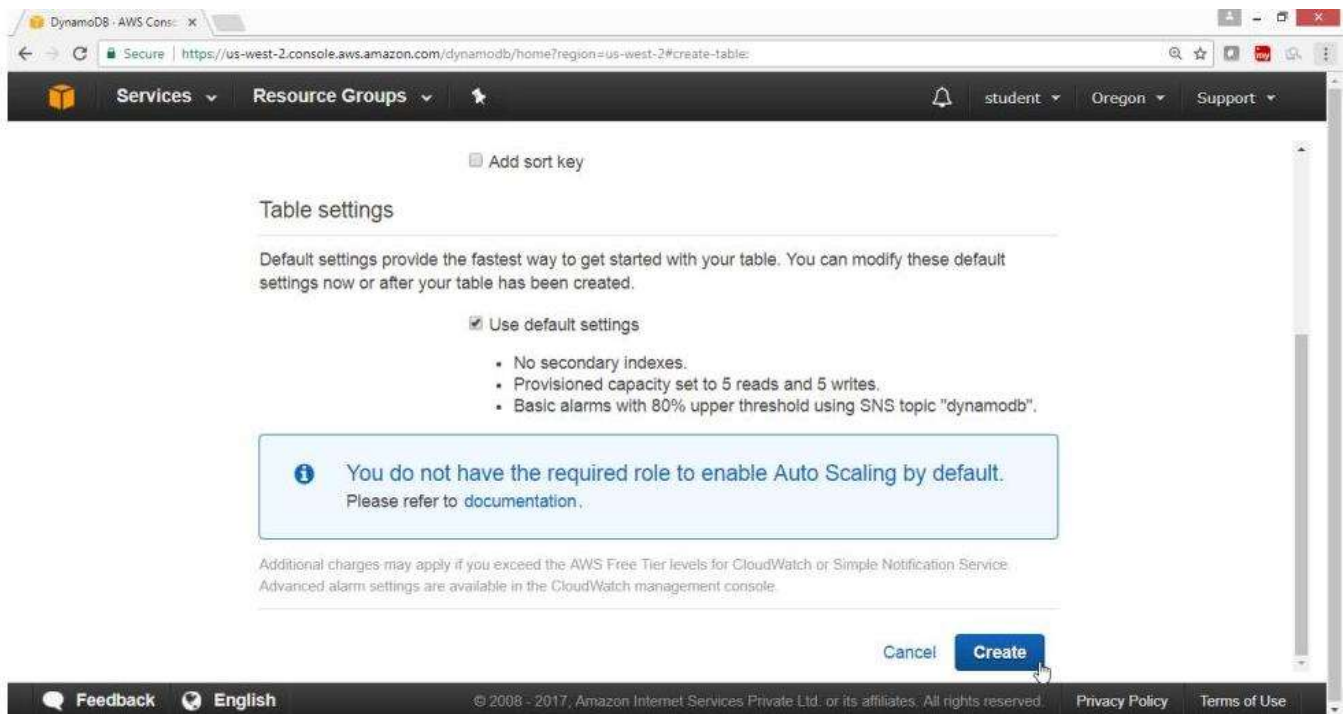 DynamoDB - AWS Cons
Secure | https://us-west-2.console.aws.amazon.com/dynamodb/home?region=us-west-2#create-table:
Services Resource Groups student Oregon Support
Add sort key
Table settings
Default settings provide the fastest way to get started with your table. You can modify these default
settings now or after your table has been created.
Use default settings
• No secondary indexes.
• Provisioned capacity set to 5 reads and 5 writes.
• Basic alarms with 80% upper threshold using SNS topic "dynamodb".
You do not have the required role to enable Auto Scaling by default.
Please refer to documentation.
Additional charges may apply if you exceed the AWS Free Tier levels for CloudWatch or Simple Notification Service.
Advanced alarm settings are available in the CloudWatch management console.
Cancel Create
Feedback English © 2008 - 2017, Amazon Internet Services Private Ltd. or its affiliates. All rights reserved. Privacy Policy Terms of Use